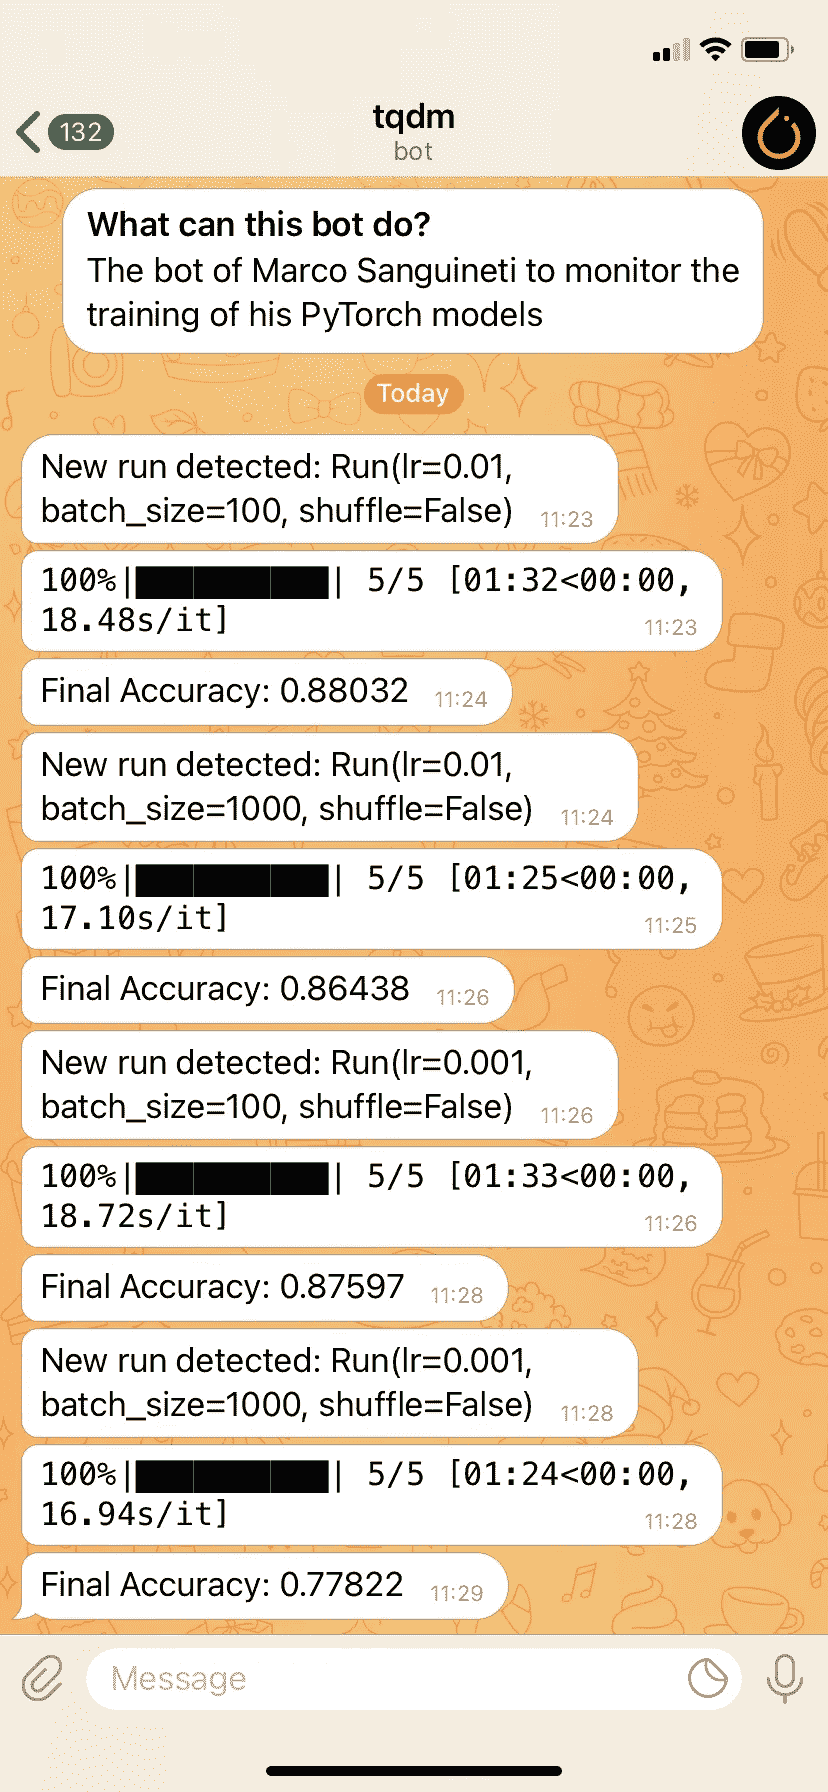 132
tqdm
bot
What can this bot do?
The bot of Marco Sanguineti to monitor the
training of his PyTorch models
Today
New run detected: Run(lr=0.01,
batch_size=100, shuffle=False) 11:23
100%|██████████| 5/5 [01:32<00:00,
18.48s/it] 11:23
Final Accuracy: 0.88032 11:24
New run detected: Run(lr=0.01,
batch_size=1000, shuffle=False) 11:24
100%|██████████| 5/5 [01:25<00:00,
17.10s/it] 11:25
Final Accuracy: 0.86438 11:26
New run detected: Run(lr=0.001,
batch_size=100, shuffle=False) 11:26
100%|██████████| 5/5 [01:33<00:00,
18.72s/it] 11:26
Final Accuracy: 0.87597 11:28
New run detected: Run(lr=0.001,
batch_size=1000, shuffle=False) 11:28
100%|██████████| 5/5 [01:24<00:00,
16.94s/it] 11:28
Final Accuracy: 0.77822 11:29
Message